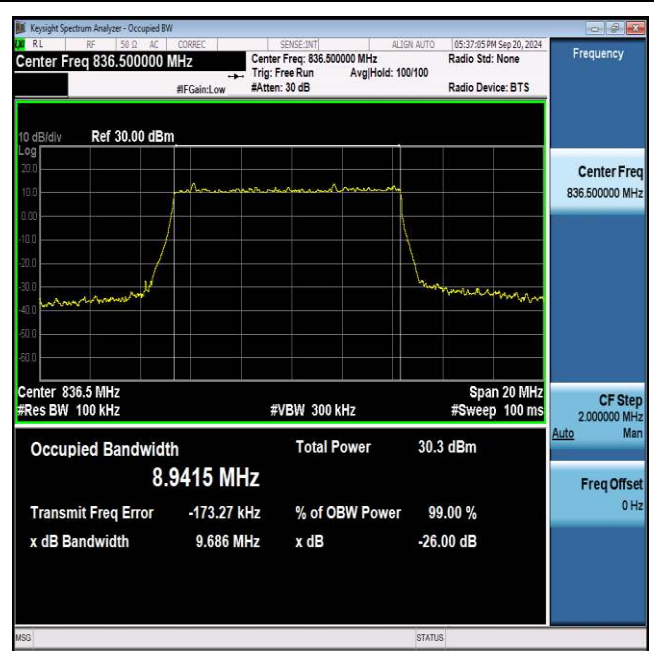 Keysight Spectrum Analyzer - Occupied BW
RL RF 50 Ω AC CORREC SENSE:INT ALIGN AUTO 05:37:05 PM Sep 20, 2024
Center Freq 836.500000 MHz
Center Freq: 836.500000 MHz Radio Std: None
Trig: Free Run Avg|Hold: 100/100
#IFGain:Low #Atten: 30 dB Radio Device: BTS
10 dB/div Ref 30.00 dBm
Log
20.0
10.0
0.00
-10.0
-20.0
-30.0
-40.0
-50.0
-60.0
Center 836.5 MHz Span 20 MHz
#Res BW 100 kHz #VBW 300 kHz #Sweep 100 ms
Occupied Bandwidth Total Power 30.3 dBm
8.9415 MHz
Transmit Freq Error -173.27 kHz % of OBW Power 99.00 %
x dB Bandwidth 9.686 MHz x dB -26.00 dB
MSG STATUS
Frequency
Center Freq
836.500000 MHz
CF Step
2.000000 MHz
Auto Man
Freq Offset
0 Hz